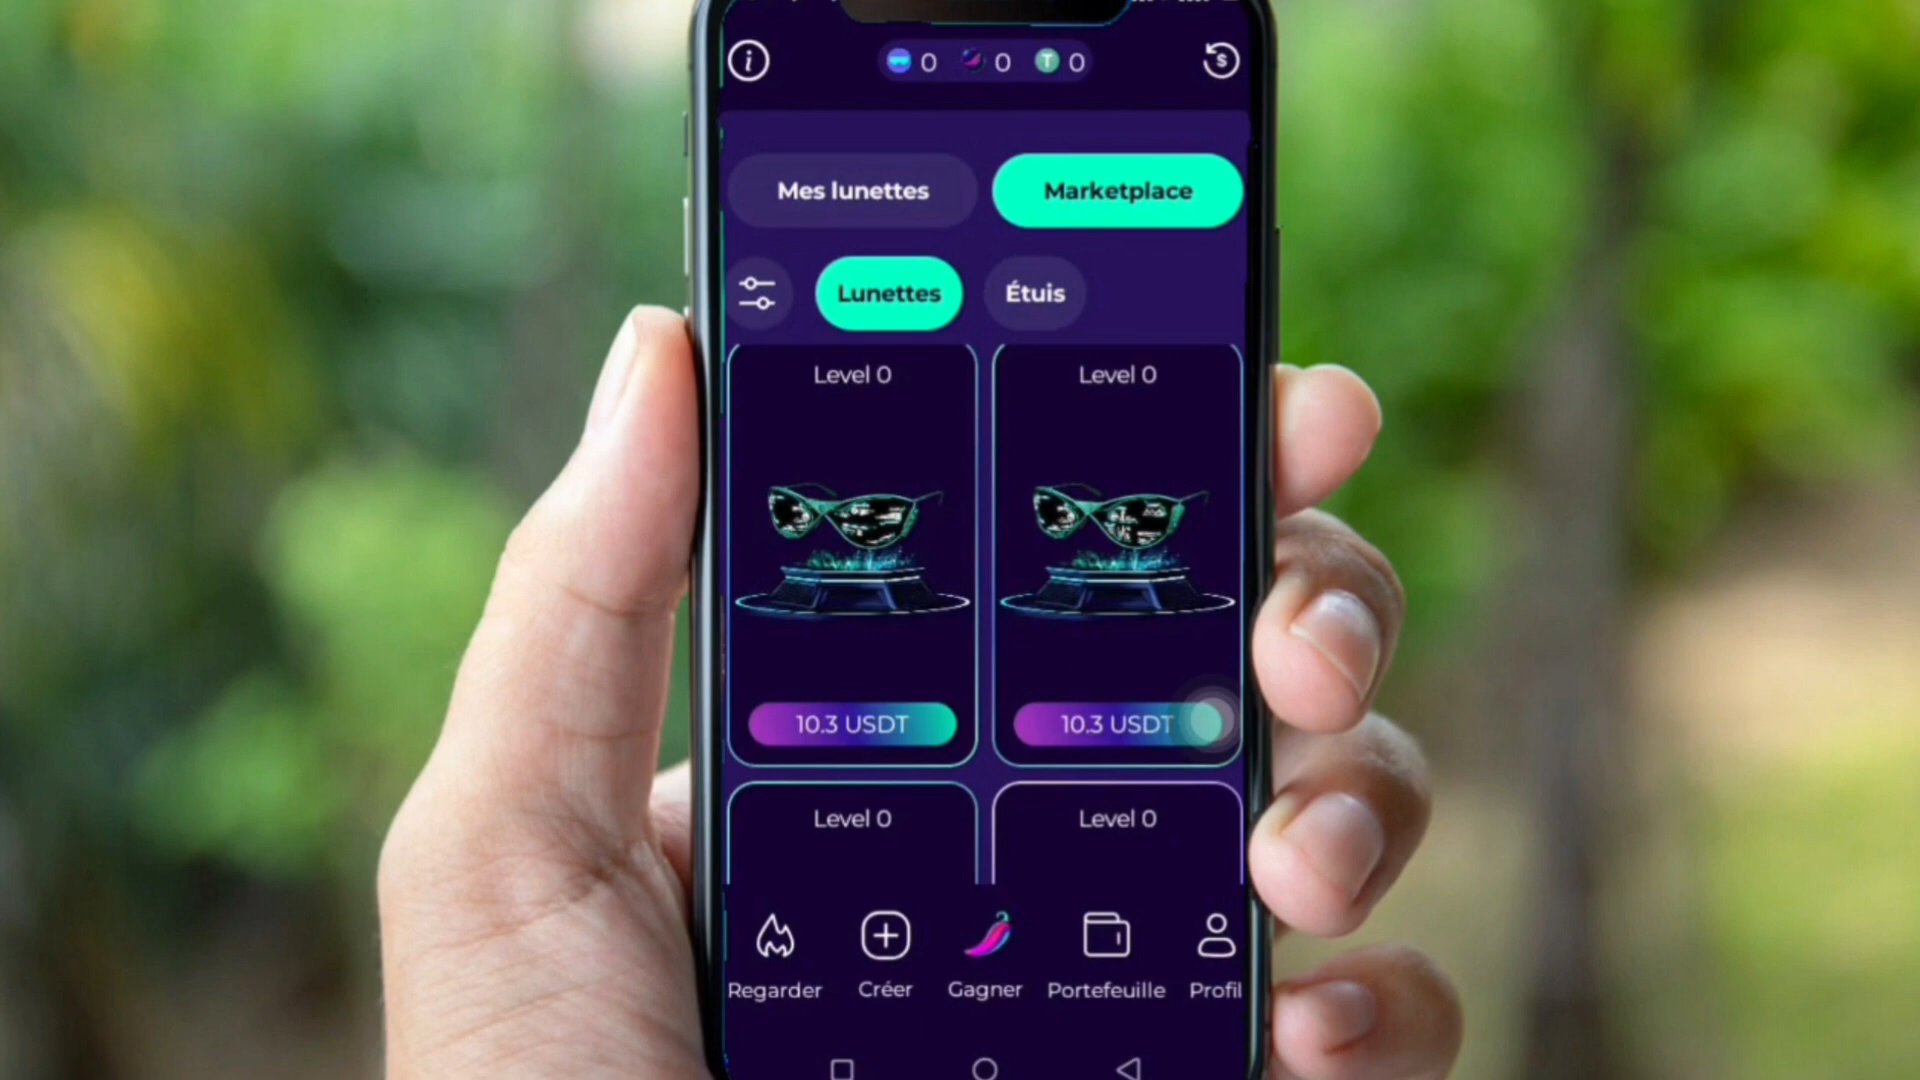 0 0 T 0
Mes lunettes Marketplace
Lunettes Étuis
Level 0 Level 0
10.3 USDT 10.3 USDT
Level 0 Level 0
Regarder Créer Gagner Portefeuille Profil